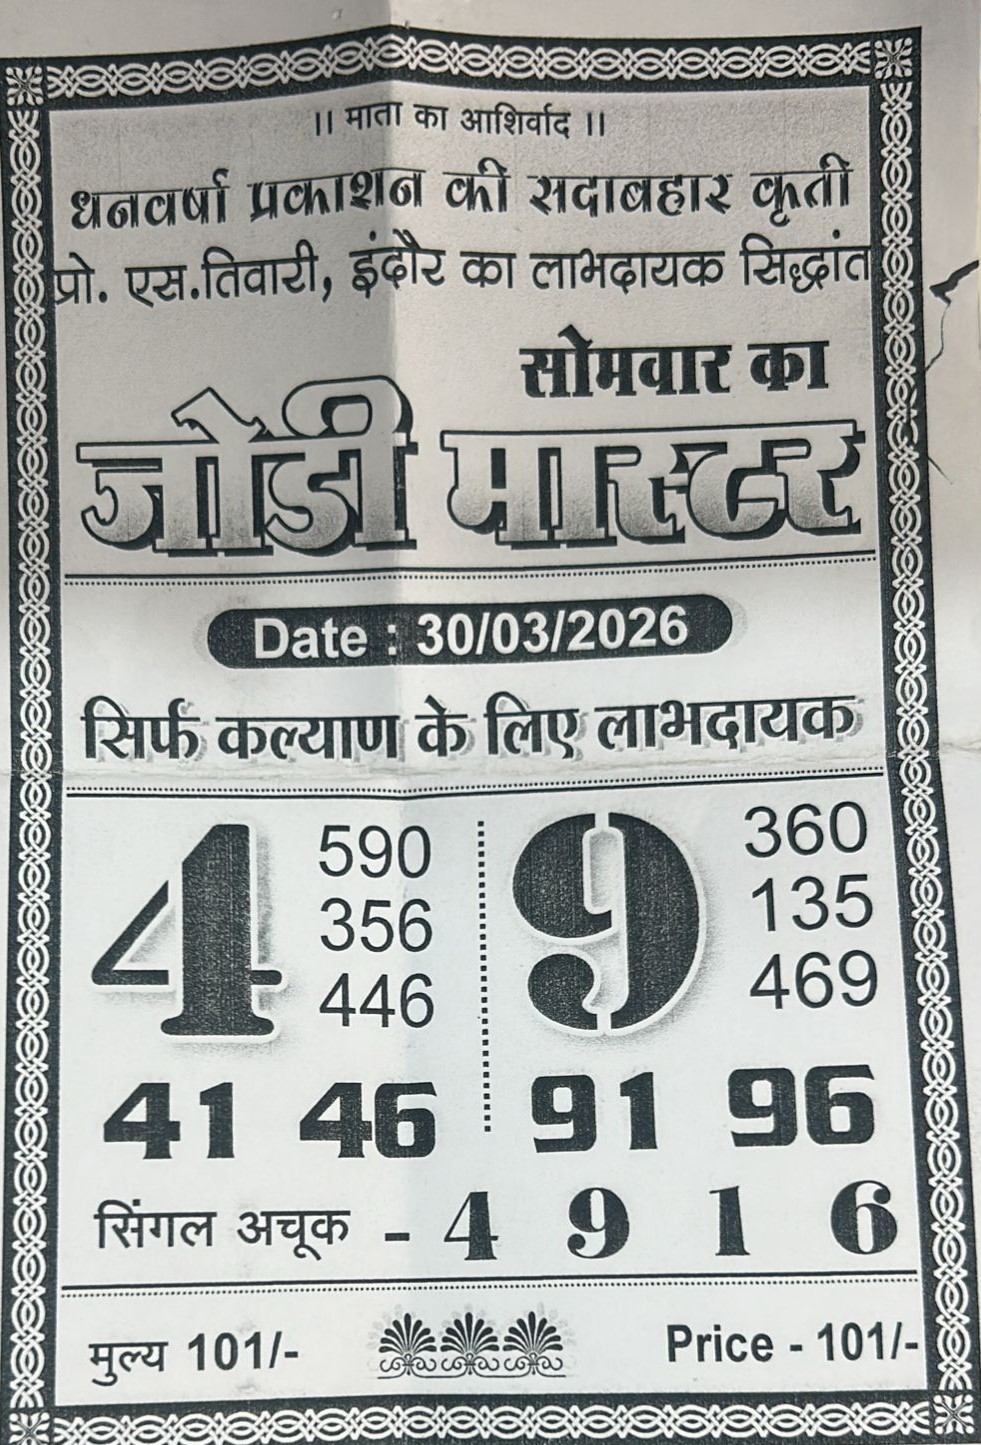 ।। माता का आशिर्वाद ।।
धनवर्षा प्रकाशन की सदाबहार कृती
प्रो. एस.तिवारी, इंदौर का लाभदायक सिद्धांत
सोमवार का
जोडी मास्टर
Date : 30/03/2026
सिर्फ कल्याण के लिए लाभदायक
4
590
356
446
9
360
135
469
41 46 91 96
सिंगल अचूक - 4 9 1 6
मुल्य 101/- Price - 101/-